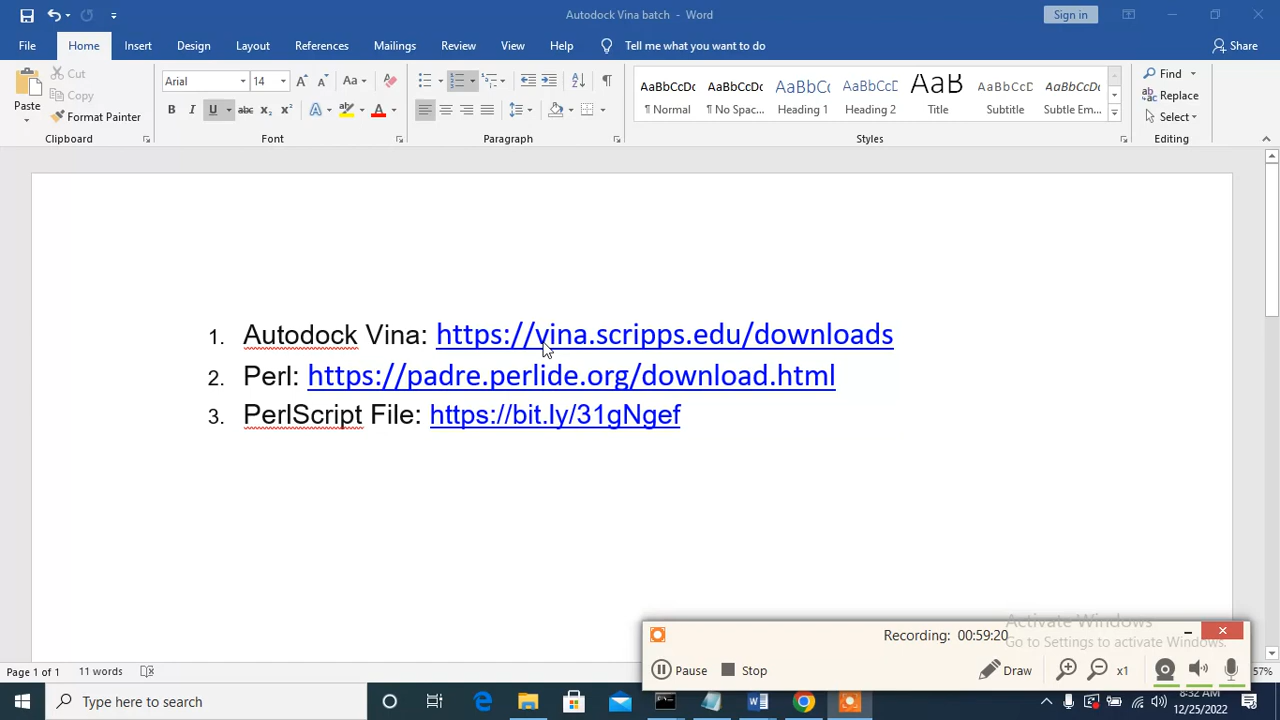 Autodock Vina batch - Word
Sign in
File Home Insert Design Layout References Mailings Review View Help Tell me what you want to do Share
Paste
Cut
Copy
Format Painter
Clipboard
Arial 14
Font
Paragraph
AaBbCcDc AaBbCcDc AaBbCc AaBbCcD AaB AaBbCcD AaBbCcDc
¶ Normal ¶ No Spac... Heading 1 Heading 2 Title Subtitle Subtle Em...
Styles
Find
Replace
Select
Editing
1. Autodock Vina: https://vina.scripps.edu/downloads
2. Perl: https://padre.perlide.org/download.html
3. PerlScript File: https://bit.ly/31gNgef
Activate Windows
Go to Settings to activate Windows.
Recording: 00:59:20
Pause Stop Draw x1
Page 1 of 1 11 words
57%
Type here to search
8:32 AM
12/25/2022